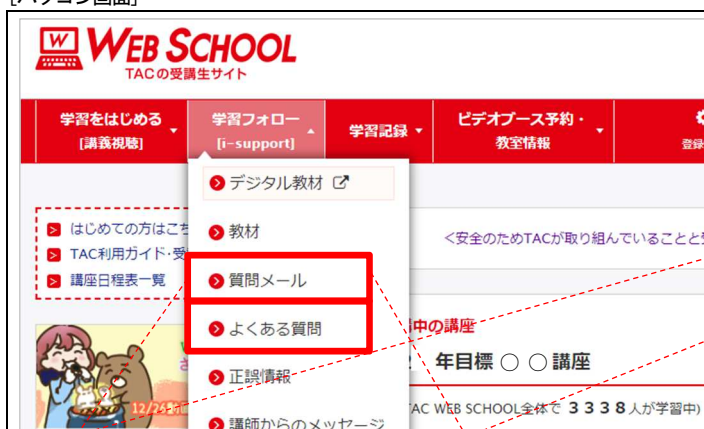 [パソコン画面]
WEB SCHOOL
TACの受講生サイト
学習をはじめる
[講義視聴]
学習フォロー
[i-support]
学習記録
ビデオブース予約・
教室情報
登録
デジタル教材
教材
質問メール
よくある質問
正誤情報
講師からのメッセージ
はじめての方はこち
TAC利用ガイド・受
講座日程表一覧
<安全のためTACが取り組んでいることと
中の講座
年目標 〇 〇 講座
TAC WEB SCHOOL全体で 3 3 3 8 人が学習中)
12/26